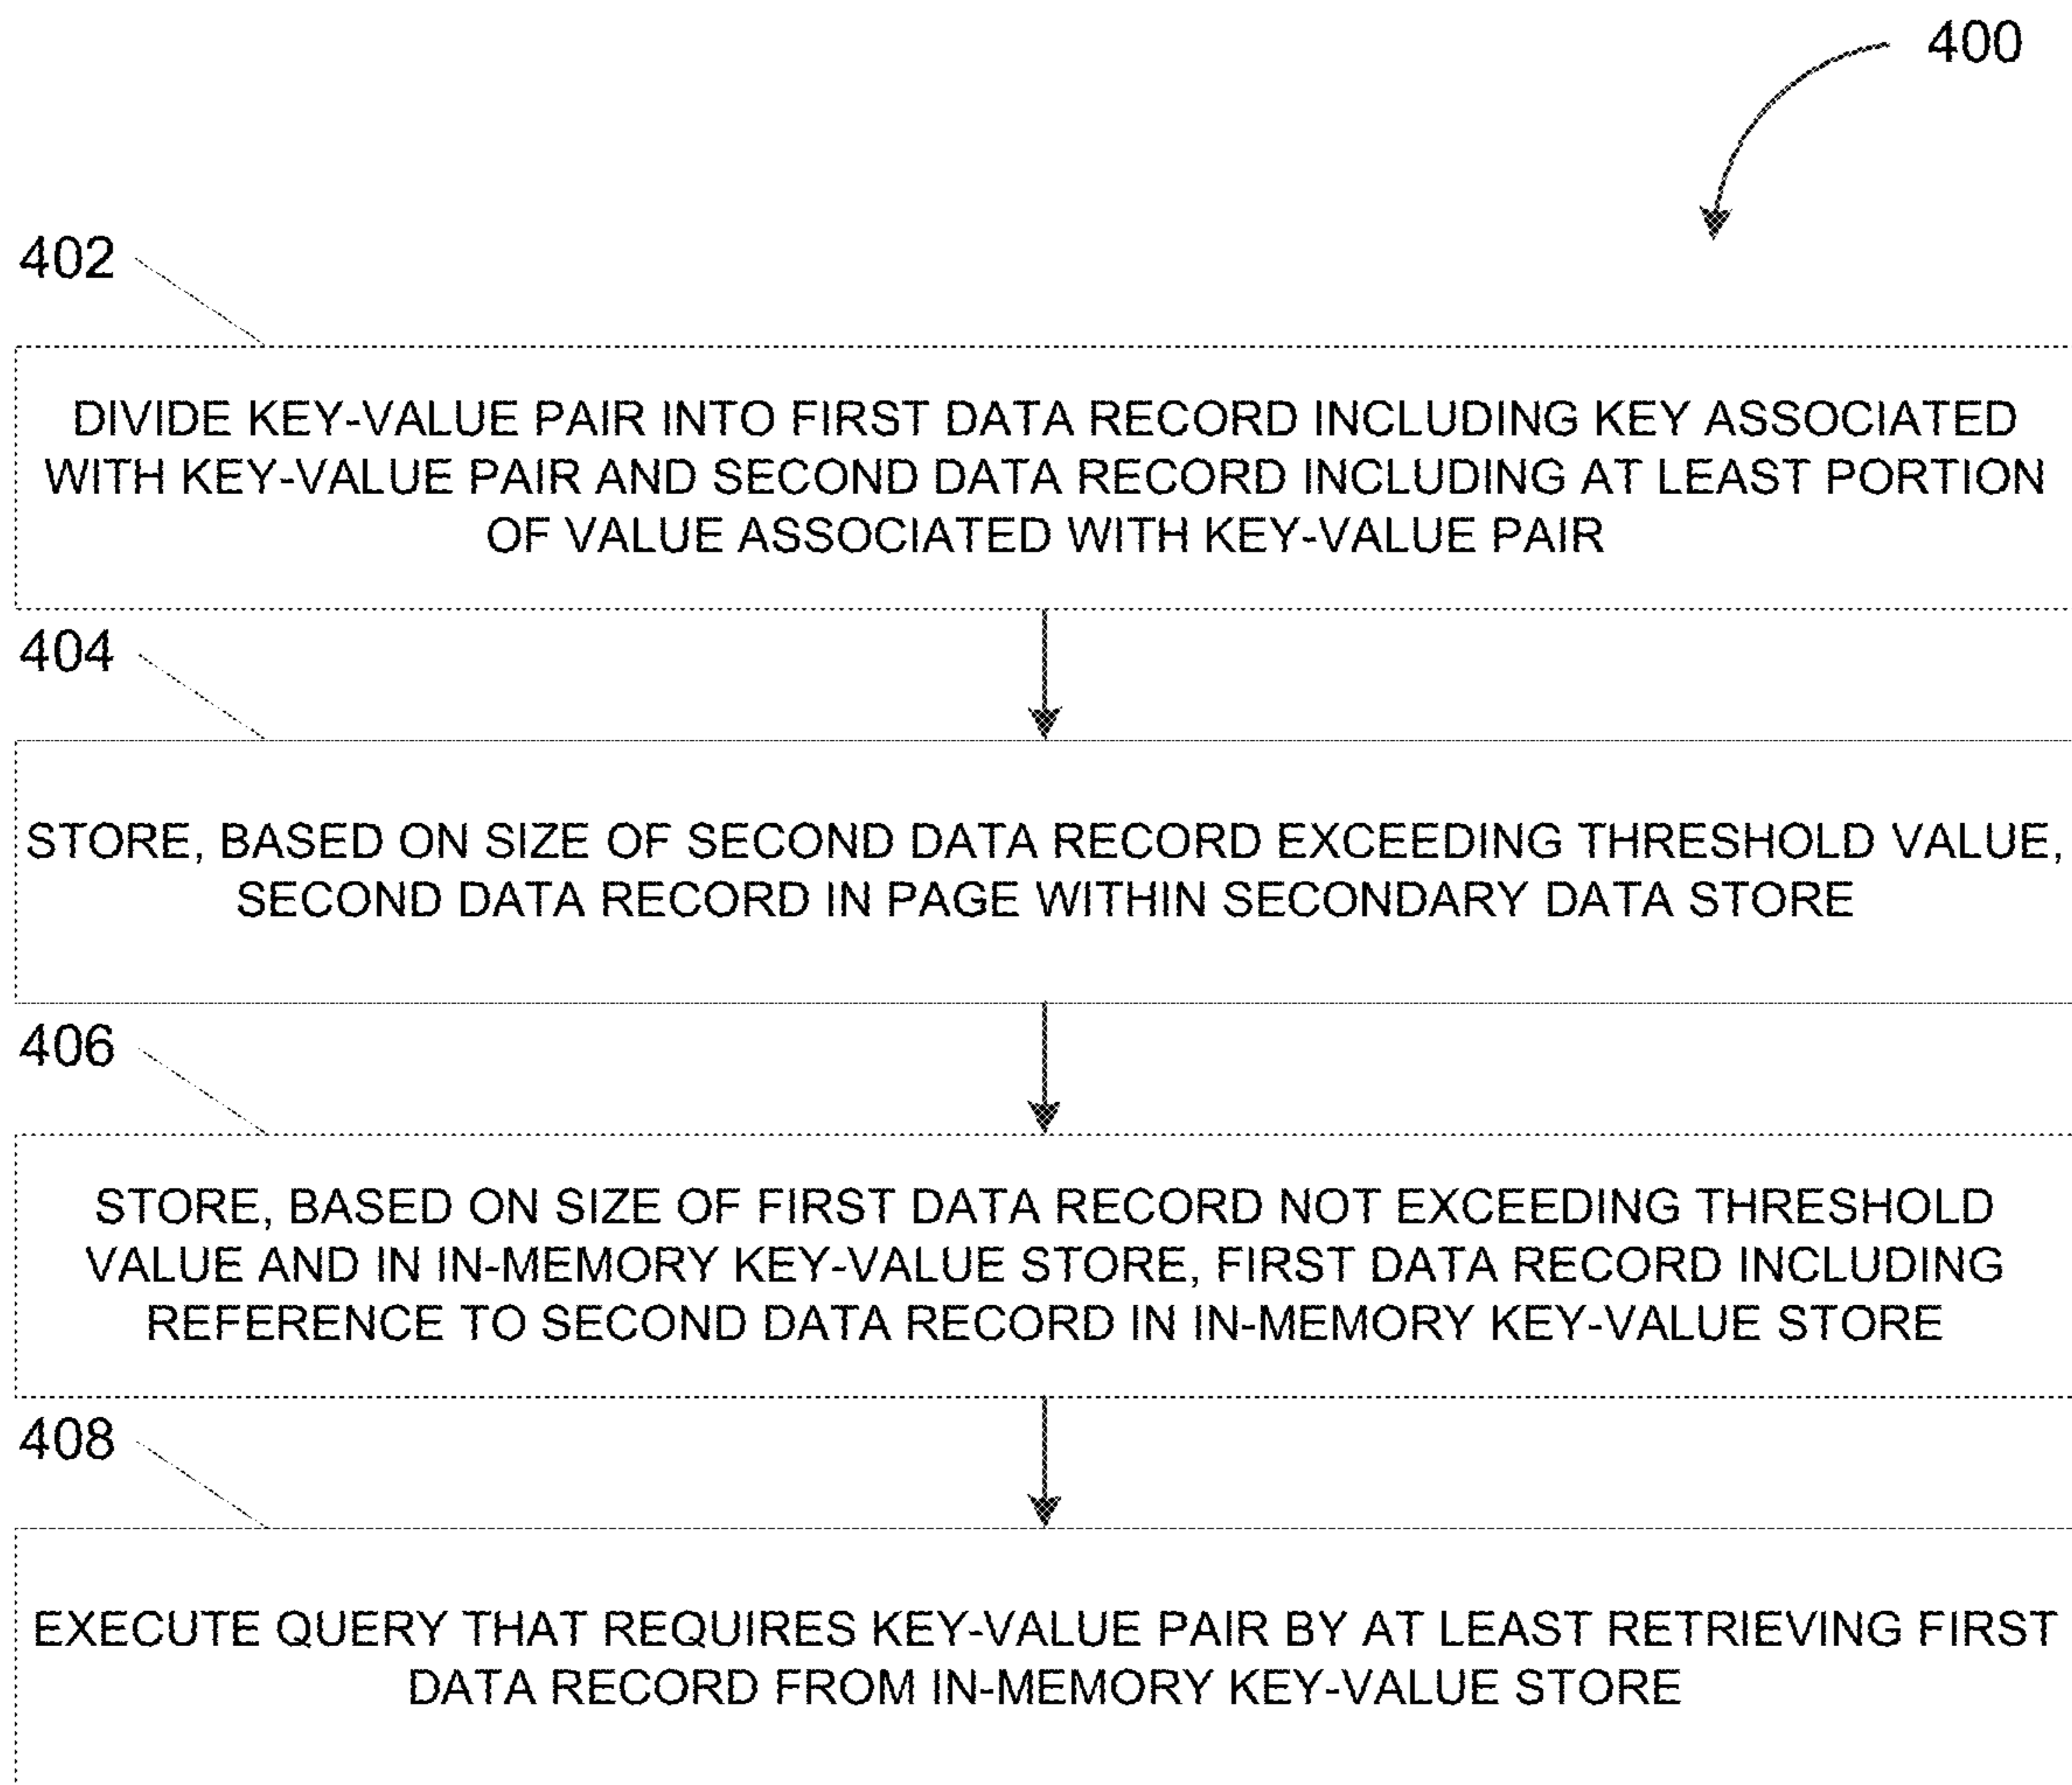 400
402
DIVIDE KEY-VALUE PAIR INTO FIRST DATA RECORD INCLUDING KEY ASSOCIATED
WITH KEY-VALUE PAIR AND SECOND DATA RECORD INCLUDING AT LEAST PORTION
OF VALUE ASSOCIATED WITH KEY-VALUE PAIR
404
STORE, BASED ON SIZE OF SECOND DATA RECORD EXCEEDING THRESHOLD VALUE,
SECOND DATA RECORD IN PAGE WITHIN SECONDARY DATA STORE
406
STORE, BASED ON SIZE OF FIRST DATA RECORD NOT EXCEEDING THRESHOLD
VALUE AND IN IN-MEMORY KEY-VALUE STORE, FIRST DATA RECORD INCLUDING
REFERENCE TO SECOND DATA RECORD IN IN-MEMORY KEY-VALUE STORE
408
EXECUTE QUERY THAT REQUIRES KEY-VALUE PAIR BY AT LEAST RETRIEVING FIRST
DATA RECORD FROM IN-MEMORY KEY-VALUE STORE